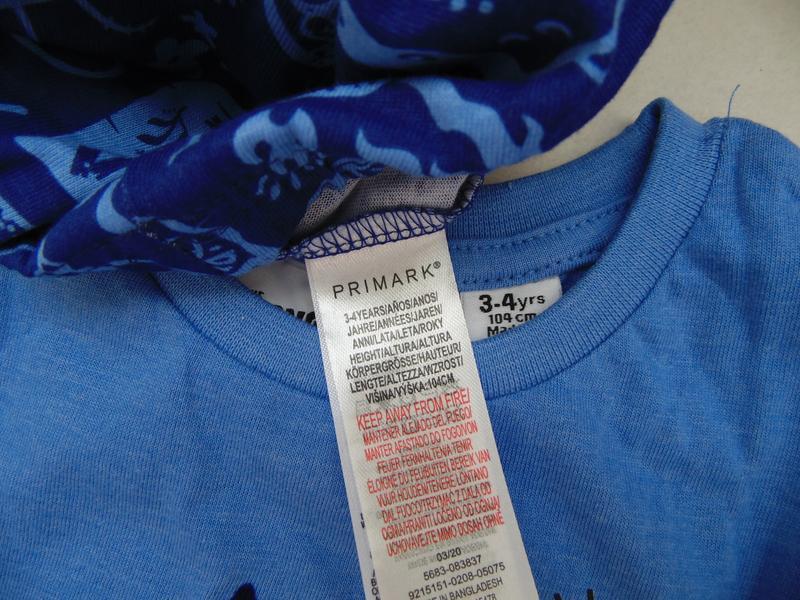 PRIMARK®
3-4YEARS/AÑOS/ANOS/
JAHRE/ANNÉES/JAREN/
ANNI/LATA/LETA/ROKY
HEIGHT/ALTURA/ALTURA
KÖRPERGRÖSSE/HAUTEUR/
LENGTE/ALTEZZA/WZROST/
VIŠINA/VÝŠKA:104CM
KEEP AWAY FROM FIRE/
MANTENER ALEJADO DEL FUEGO/
MANTER AFASTADO DO FOGO/VON
FEUER FERNHALTEN/A TENIR
ÉLOIGNÉ DU FEU/BUITEN BEREIK VAN
VUUR HOUDEN/TENERE LONTANO
DAL FUOCO/TRZYMAĆ Z DALA OD
OGNIA/HRANITI LOČENO OD OGNJA/
UCHOVÁVEJTE MIMO DOSAH OHNĚ
03/20
5683-083837
9215151-0208-05075
MADE IN BANGLADESH
3-4yrs
104 cm